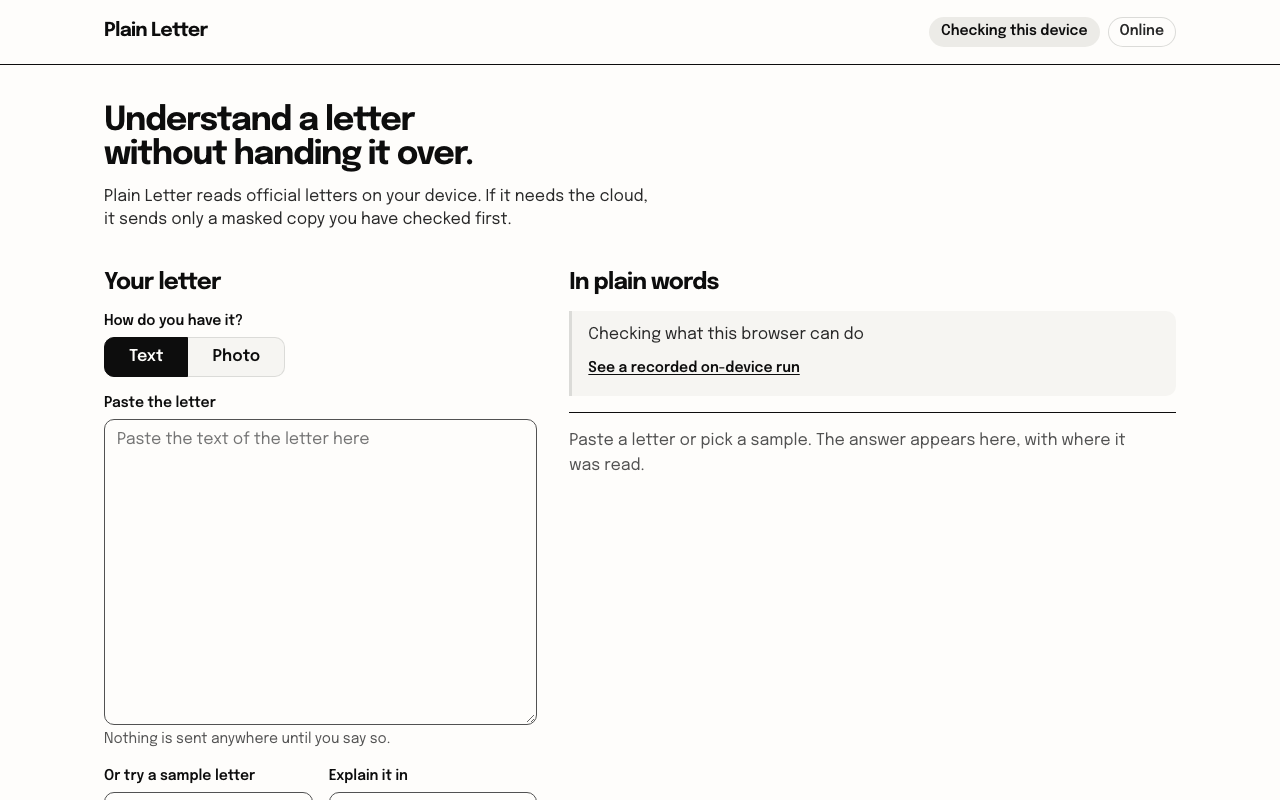 Plain Letter
Checking this device
Online
Understand a letter
without handing it over.
Plain Letter reads official letters on your device. If it needs the cloud,
it sends only a masked copy you have checked first.
Your letter
How do you have it?
Text
Photo
Paste the letter
Paste the text of the letter here
Nothing is sent anywhere until you say so.
Or try a sample letter
Explain it in
In plain words
Checking what this browser can do
See a recorded on-device run
Paste a letter or pick a sample. The answer appears here, with where it
was read.